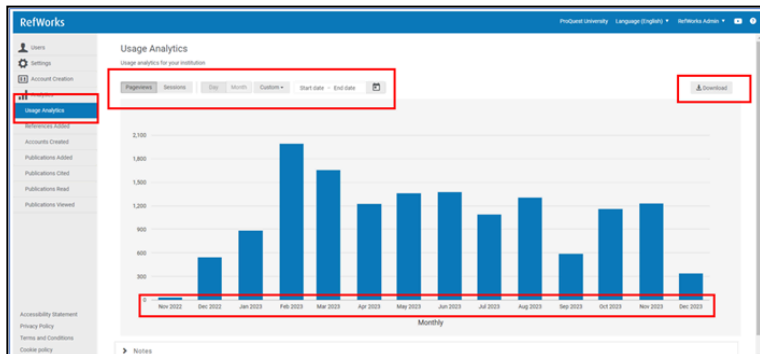 RefWorks
ProQuest University Language (English) RefWorks Admin
Users
Settings
Account Creation
Analytics
Usage Analytics
References Added
Accounts Created
Publications Added
Publications Cited
Publications Read
Publications Viewed
Accessibility Statement
Privacy Policy
Terms and Conditions
Cookie policy
Usage Analytics
Usage analytics for your institution
Pageviews Sessions Day Month Custom Start date - End date
Download
2,100
1,800
1,500
1,200
900
600
300
0
Nov 2022 Dec 2022 Jan 2023 Feb 2023 Mar 2023 Apr 2023 May 2023 Jun 2023 Jul 2023 Aug 2023 Sep 2023 Oct 2023 Nov 2023 Dec 2023
Monthly
Notes